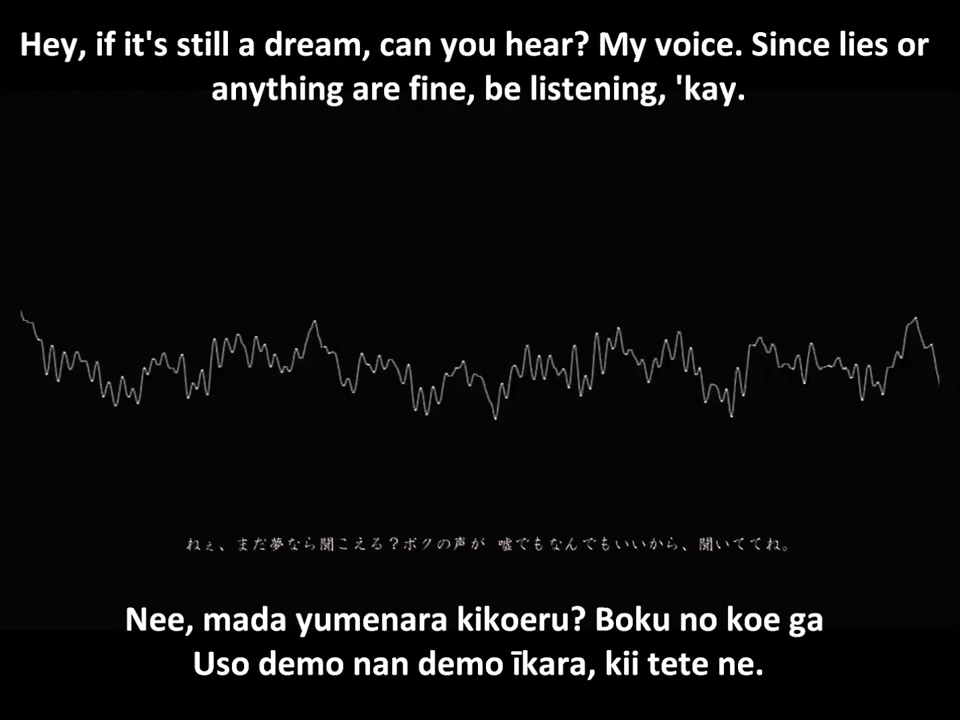 Hey, if it's still a dream, can you hear? My voice. Since lies or
anything are fine, be listening, 'kay.
ねぇ、まだ夢なら聞こえる？ボクの声が 嘘でもなんでもいいから、聞いててね。
Nee, mada yumenara kikoeru? Boku no koe ga
Uso demo nan demo īkara, kii tete ne.